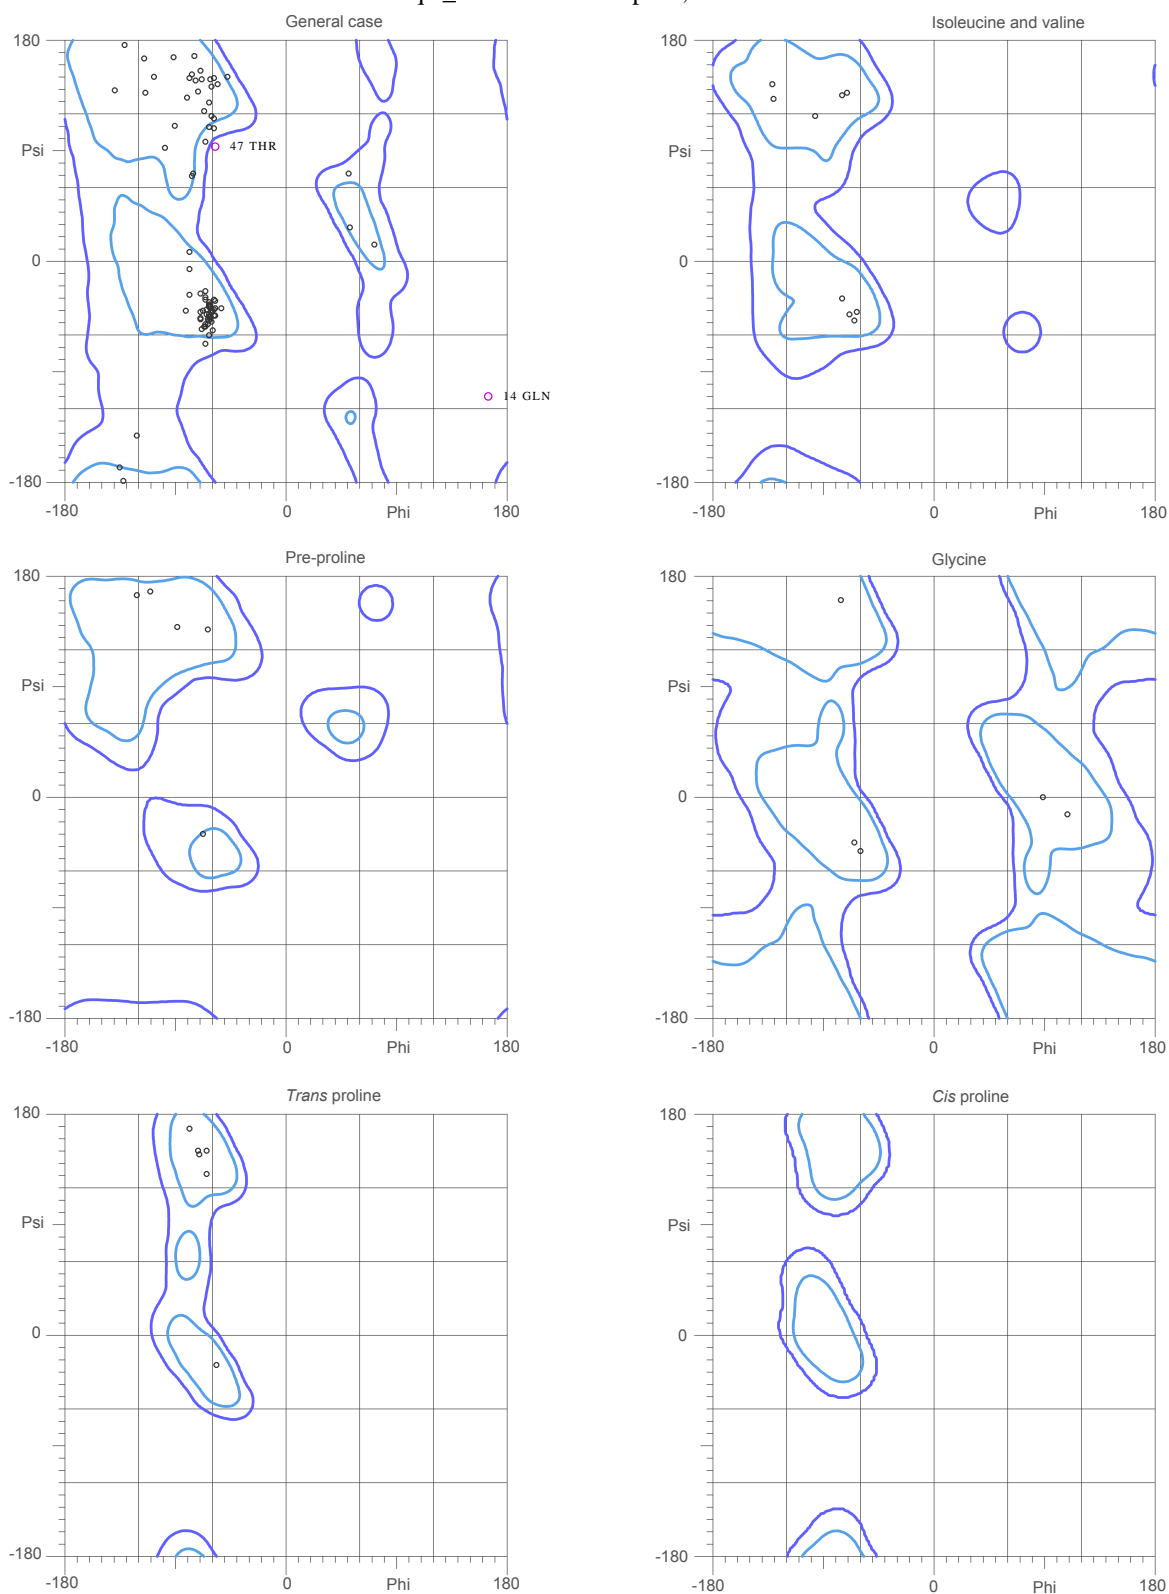 General case
Isoleucine and valine
180
Psi
47 THR
0
14 GLN
-180
-180
0
Phi
180
180
Psi
0
-180
-180
0
Phi
180
Pre-proline
Glycine
180
Psi
0
-180
-180
0
Phi
180
180
Psi
0
-180
-180
0
Phi
180
Trans proline
Cis proline
180
Psi
0
-180
-180
0
Phi
180
180
Psi
0
-180
-180
0
Phi
180